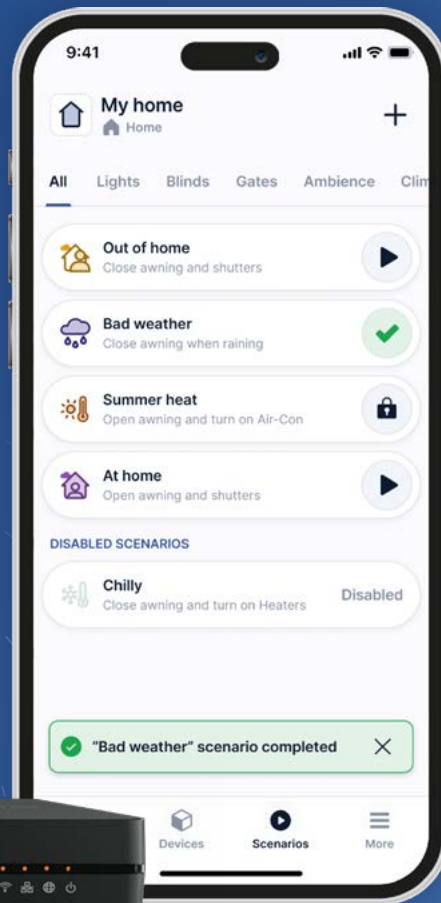 9:41
My home
Home
All Lights Blinds Gates Ambience Clim
Out of home
Close awning and shutters
Bad weather
Close awning when raining
Summer heat
Open awning and turn on Air-Con
At home
Open awning and shutters
DISABLED SCENARIOS
Chilly
Close awning and turn on Heaters
Disabled
"Bad weather" scenario completed
Devices Scenarios More